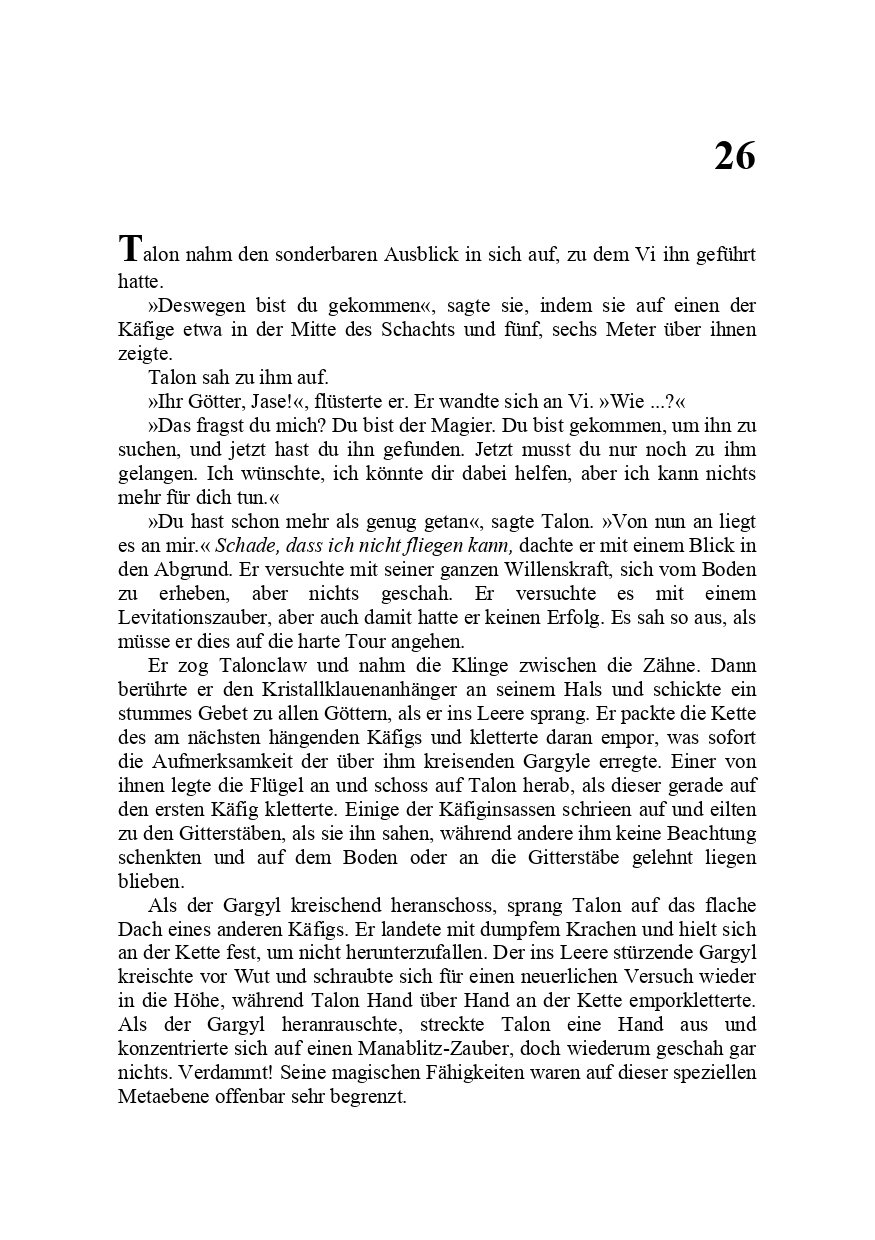 26
Talon nahm den sonderbaren Ausblick in sich auf, zu dem Vi ihn geführt
hatte.
»Deswegen bist du gekommen«, sagte sie, indem sie auf einen der
Käfige etwa in der Mitte des Schachts und fünf, sechs Meter über ihnen
zeigte.
Talon sah zu ihm auf.
»Ihr Götter, Jase!«, flüsterte er. Er wandte sich an Vi. »Wie ...?«
»Das fragst du mich? Du bist der Magier. Du bist gekommen, um ihn zu
suchen, und jetzt hast du ihn gefunden. Jetzt musst du nur noch zu ihm
gelangen. Ich wünschte, ich könnte dir dabei helfen, aber ich kann nichts
mehr für dich tun.«
»Du hast schon mehr als genug getan«, sagte Talon. »Von nun an liegt
es an mir.« Schade, dass ich nicht fliegen kann, dachte er mit einem Blick in
den Abgrund. Er versuchte mit seiner ganzen Willenskraft, sich vom Boden
zu erheben, aber nichts geschah. Er versuchte es mit einem
Levitationszauber, aber auch damit hatte er keinen Erfolg. Es sah so aus, als
müsse er dies auf die harte Tour angehen.
Er zog Talonclaw und nahm die Klinge zwischen die Zähne. Dann
berührte er den Kristallklauenanhänger an seinem Hals und schickte ein
stummes Gebet zu allen Göttern, als er ins Leere sprang. Er packte die Kette
des am nächsten hängenden Käfigs und kletterte daran empor, was sofort
die Aufmerksamkeit der über ihm kreisenden Gargyle erregte. Einer von
ihnen legte die Flügel an und schoss auf Talon herab, als dieser gerade auf
den ersten Käfig kletterte. Einige der Käfiginsassen schrieen auf und eilten
zu den Gitterstäben, als sie ihn sahen, während andere ihm keine Beachtung
schenkten und auf dem Boden oder an die Gitterstäbe gelehnt liegen
blieben.
Als der Gargyl kreischend heranschoss, sprang Talon auf das flache
Dach eines anderen Käfigs. Er landete mit dumpfem Krachen und hielt sich
an der Kette fest, um nicht herunterzufallen. Der ins Leere stürzende Gargyl
kreischte vor Wut und schraubte sich für einen neuerlichen Versuch wieder
in die Höhe, während Talon Hand über Hand an der Kette emporkletterte.
Als der Gargyl heranrauschte, streckte Talon eine Hand aus und
konzentrierte sich auf einen Manablitz-Zauber, doch wiederum geschah gar
nichts. Verdammt! Seine magischen Fähigkeiten waren auf dieser speziellen
Metaebene offenbar sehr begrenzt.